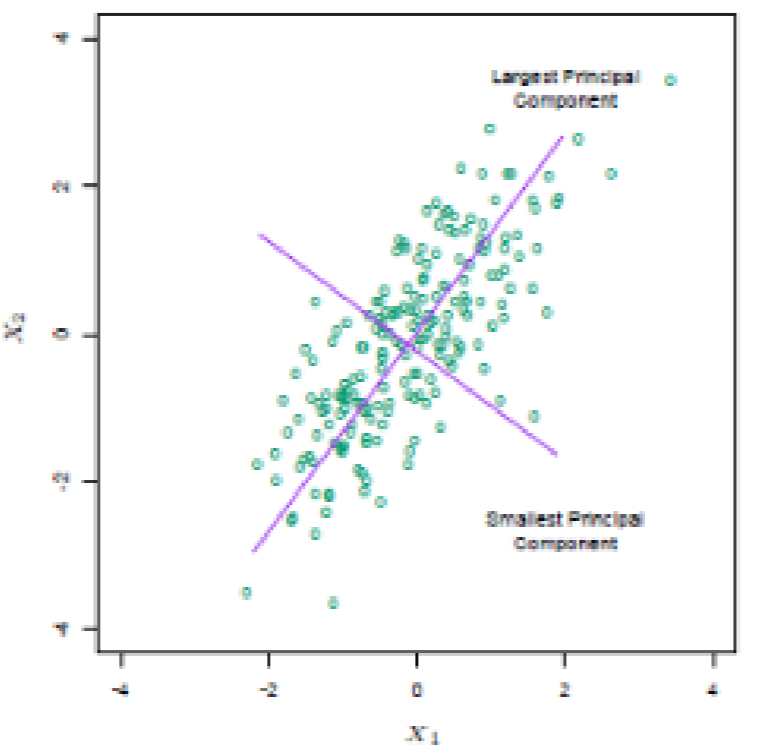 Largest Principal
Component
Smallest Principal
Component
X2
4
2
0
-2
-4
-4
-2
0
2
4
X1